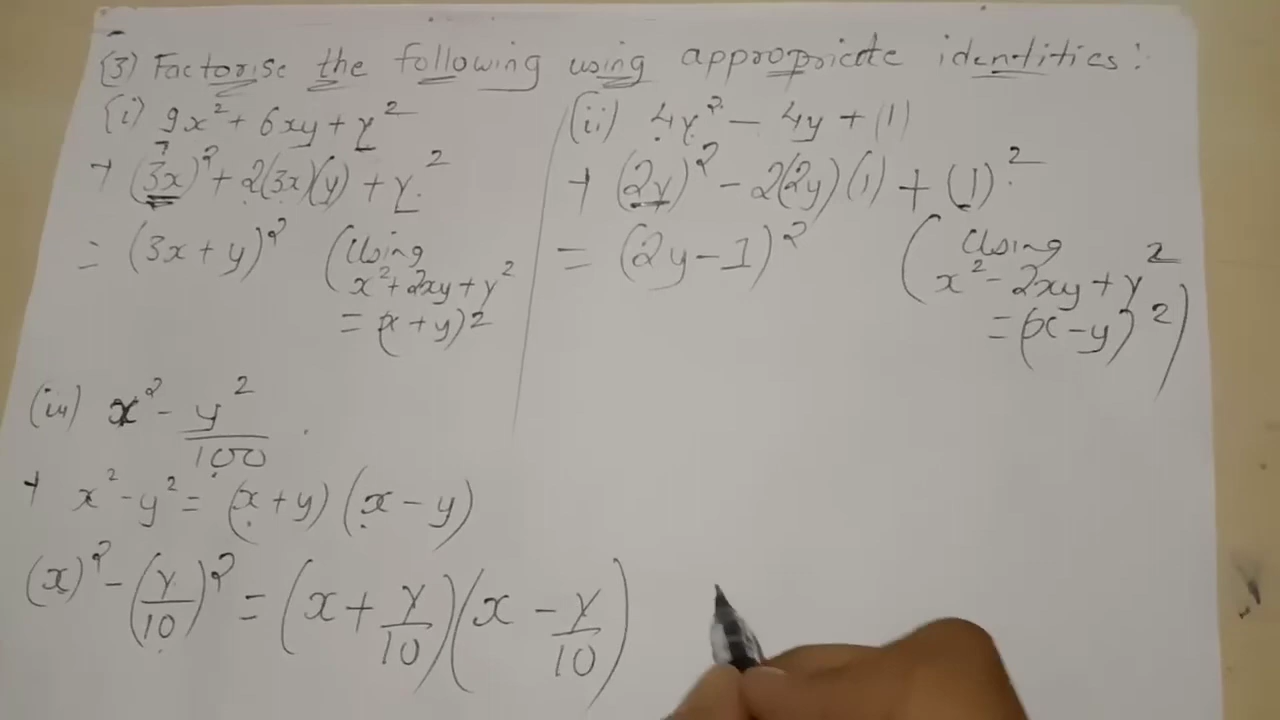 (3) Factorise the following using appropriate identities:
(i) 9x² + 6xy + y²
→ (3x)² + 2(3x)(y) + y²
= (3x + y)² (Using
x² + 2xy + y²
= (x + y)2
(ii) 4y² - 4y + (1)
→ (2y)² - 2(2y)(1) + (1)²
= (2y - 1)² (Using
x² - 2xy + y²
= (x - y)²)
(iii) x² - y²/100
→ x² - y² = (x + y)(x - y)
(x)² - (y/10)² = (x + y/10)(x - y/10)